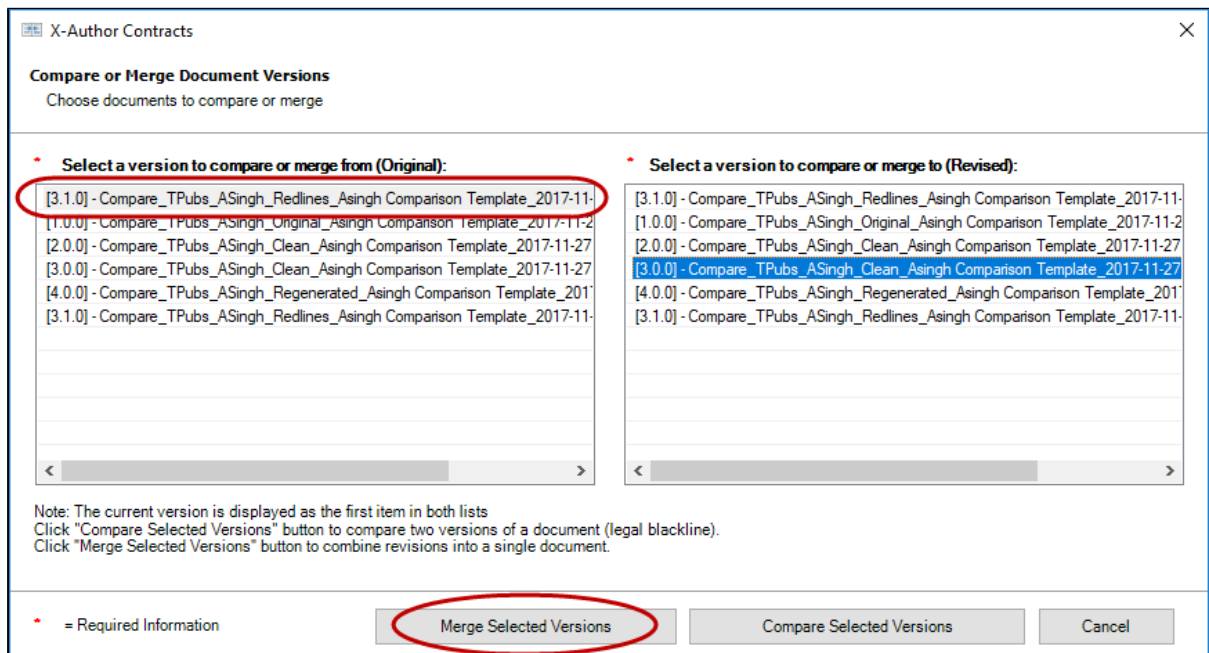 X-Author Contracts
Compare or Merge Document Versions
Choose documents to compare or merge
* Select a version to compare or merge from (Original):
[3.1.0] - Compare_TPubs_ASingh_Redlines_Asingh Comparison Template_2017-11-
[1.0.0] - Compare_TPubs_ASingh_Original_Asingh Comparison Template_2017-11-2
[2.0.0] - Compare_TPubs_ASingh_Clean_Asingh Comparison Template_2017-11-27
[3.0.0] - Compare_TPubs_ASingh_Clean_Asingh Comparison Template_2017-11-27
[4.0.0] - Compare_TPubs_ASingh_Regenerated_Asingh Comparison Template_201
[3.1.0] - Compare_TPubs_ASingh_Redlines_Asingh Comparison Template_2017-11-
* Select a version to compare or merge to (Revised):
[3.1.0] - Compare_TPubs_ASingh_Redlines_Asingh Comparison Template_2017-11-
[1.0.0] - Compare_TPubs_ASingh_Original_Asingh Comparison Template_2017-11-2
[2.0.0] - Compare_TPubs_ASingh_Clean_Asingh Comparison Template_2017-11-27
[3.0.0] - Compare_TPubs_ASingh_Clean_Asingh Comparison Template_2017-11-27
[4.0.0] - Compare_TPubs_ASingh_Regenerated_Asingh Comparison Template_201
[3.1.0] - Compare_TPubs_ASingh_Redlines_Asingh Comparison Template_2017-11-
Note: The current version is displayed as the first item in both lists
Click "Compare Selected Versions" button to compare two versions of a document (legal blackline).
Click "Merge Selected Versions" button to combine revisions into a single document.
* = Required Information
Merge Selected Versions
Compare Selected Versions
Cancel